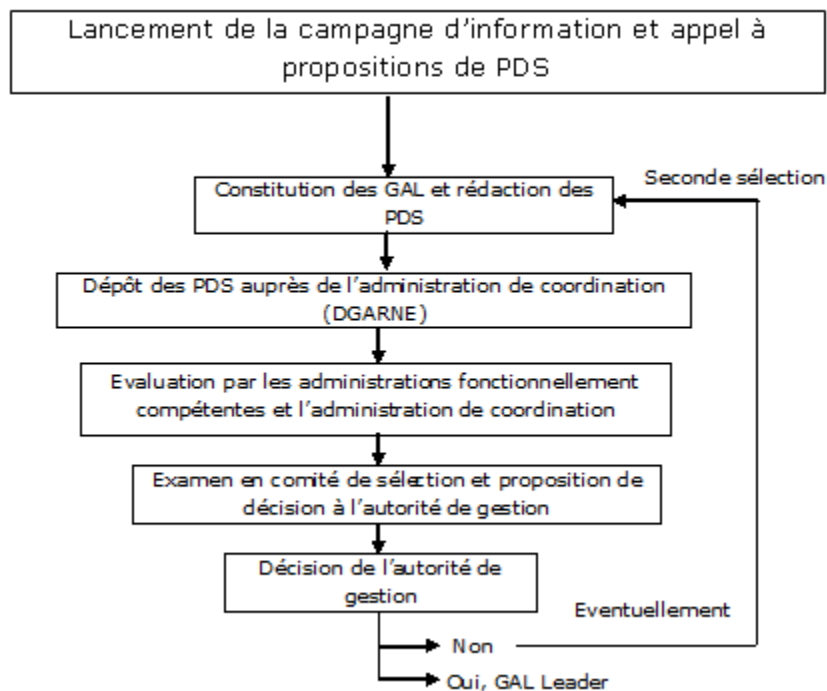 Lancement de la campagne d'information et appel à
propositions de PDS
Seconde sélection
Constitution des GAL et rédaction des
PDS
Dépôt des PDS auprès de l'administration de coordination
(DGARNE)
Evaluation par les administrations fonctionnellement
compétentes et l'administration de coordination
Examen en comité de sélection et proposition de
décision à l'autorité de gestion
Décision de l'autorité de
gestion
Eventuellement
Non
Oui, GAL Leader